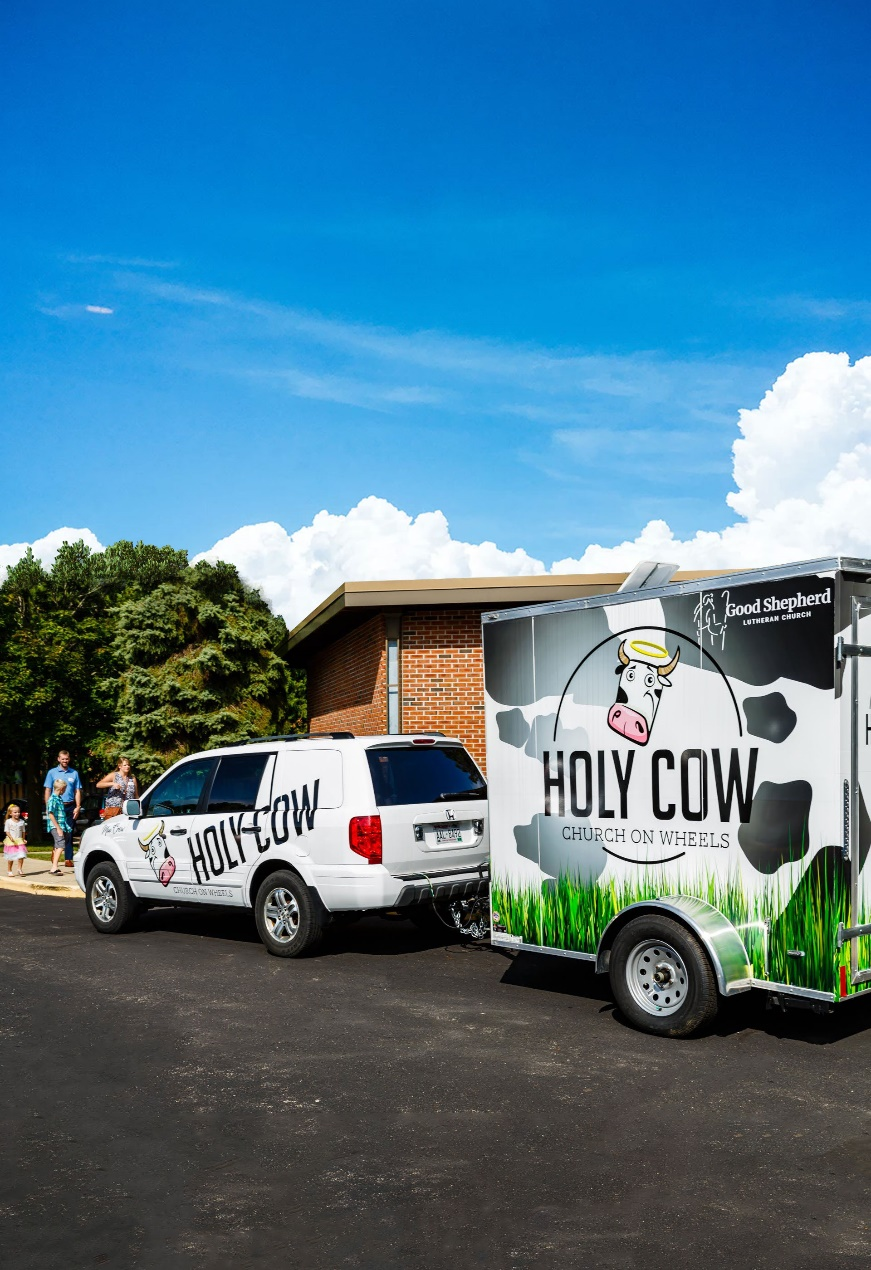 Good Shepherd
LUTHERAN CHURCH
HOLY COW
CHURCH ON WHEELS
HOLY COW
CHURCH ON WHEELS